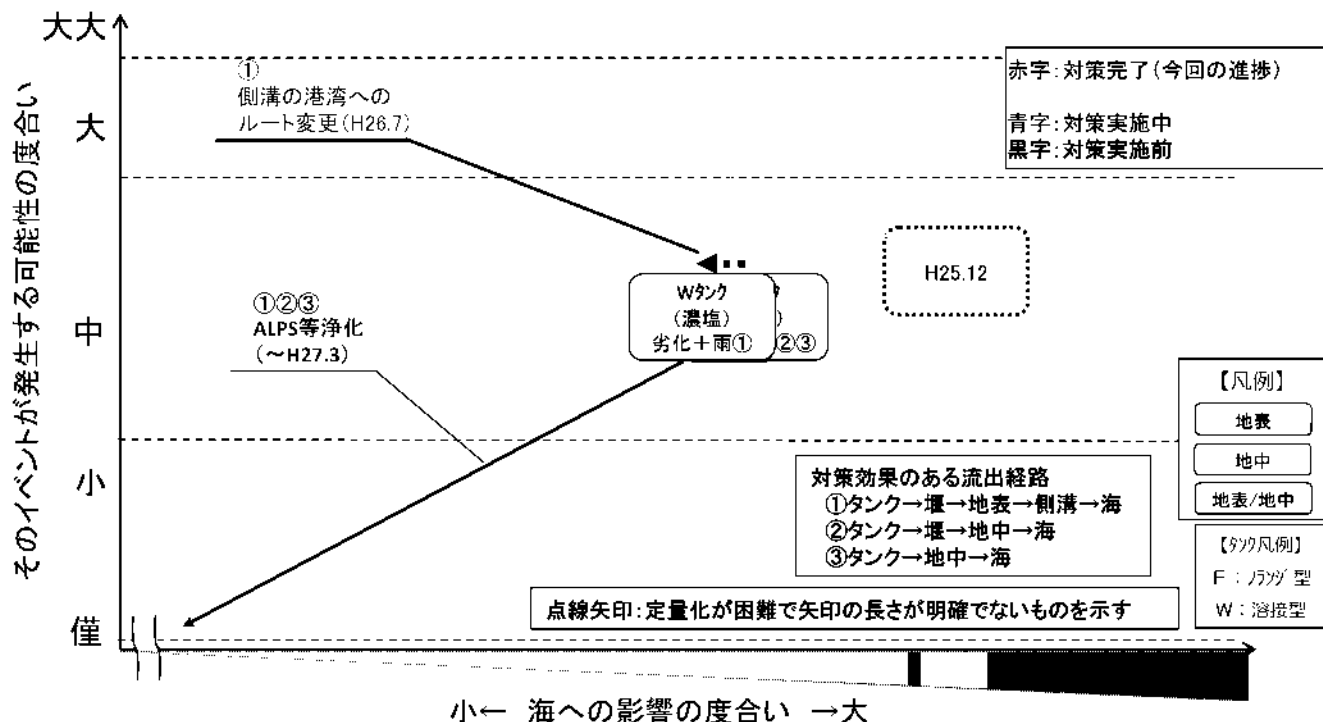 大大
そのイベントが発生する可能性の度合い
大
中
小
僅
①
側溝の港湾への
ルート変更(H26.7)
赤字:対策完了(今回の進捗)
青字:対策実施中
黒字:対策実施前
H25.12
Wタンク
(濃塩)
劣化+雨①
②③
①②③
ALPS等浄化
(~H27.3)
【凡例】
地表
地中
地表/地中
対策効果のある流出経路
①タンク→堰→地表→側溝→海
②タンク→堰→地中→海
③タンク→地中→海
【タンク凡例】
F:フランジ型
W:溶接型
点線矢印:定量化が困難で矢印の長さが明確でないものを示す
小← 海への影響の度合い →大